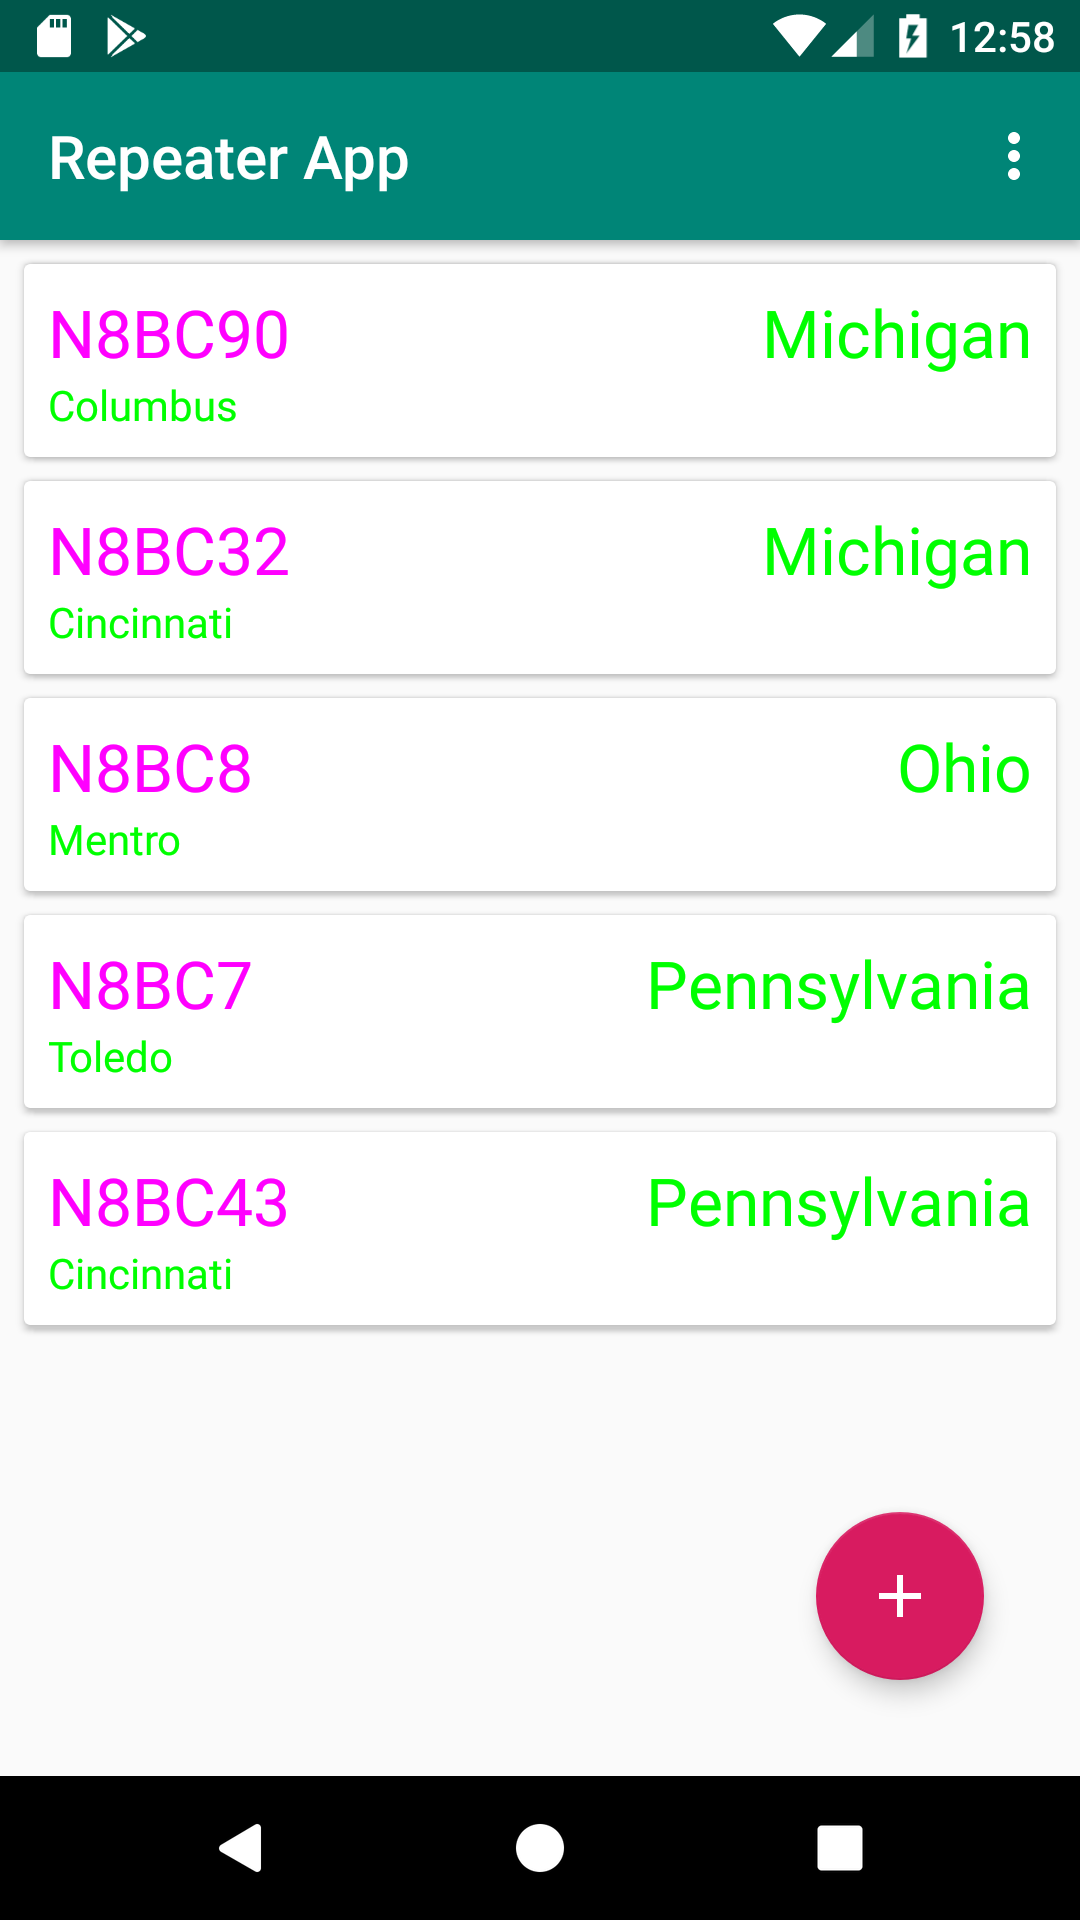 12:58
Repeater App
N8BC90 Michigan
Columbus
N8BC32 Michigan
Cincinnati
N8BC8 Ohio
Mentro
N8BC7 Pennsylvania
Toledo
N8BC43 Pennsylvania
Cincinnati